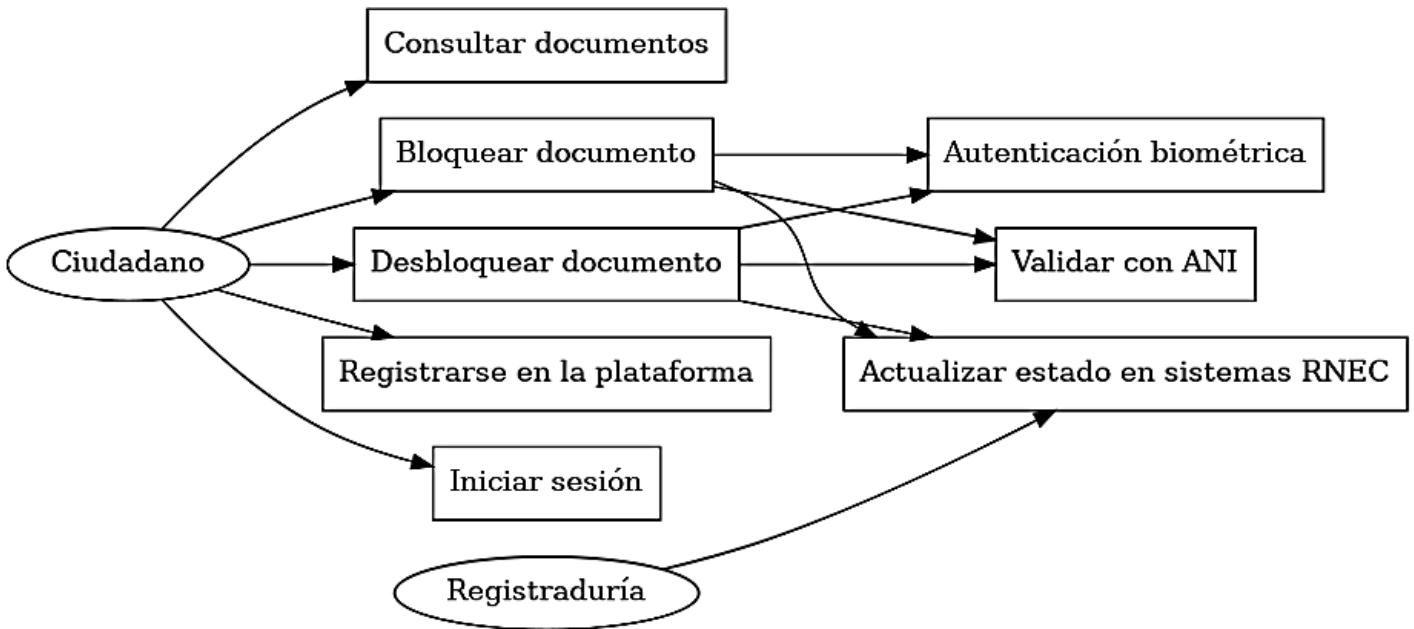 Consultar documentos
Bloquear documento
Autenticación biométrica
Ciudadano
Desbloquear documento
Validar con ANI
Registrarse en la plataforma
Actualizar estado en sistemas RNEC
Iniciar sesión
Registraduría